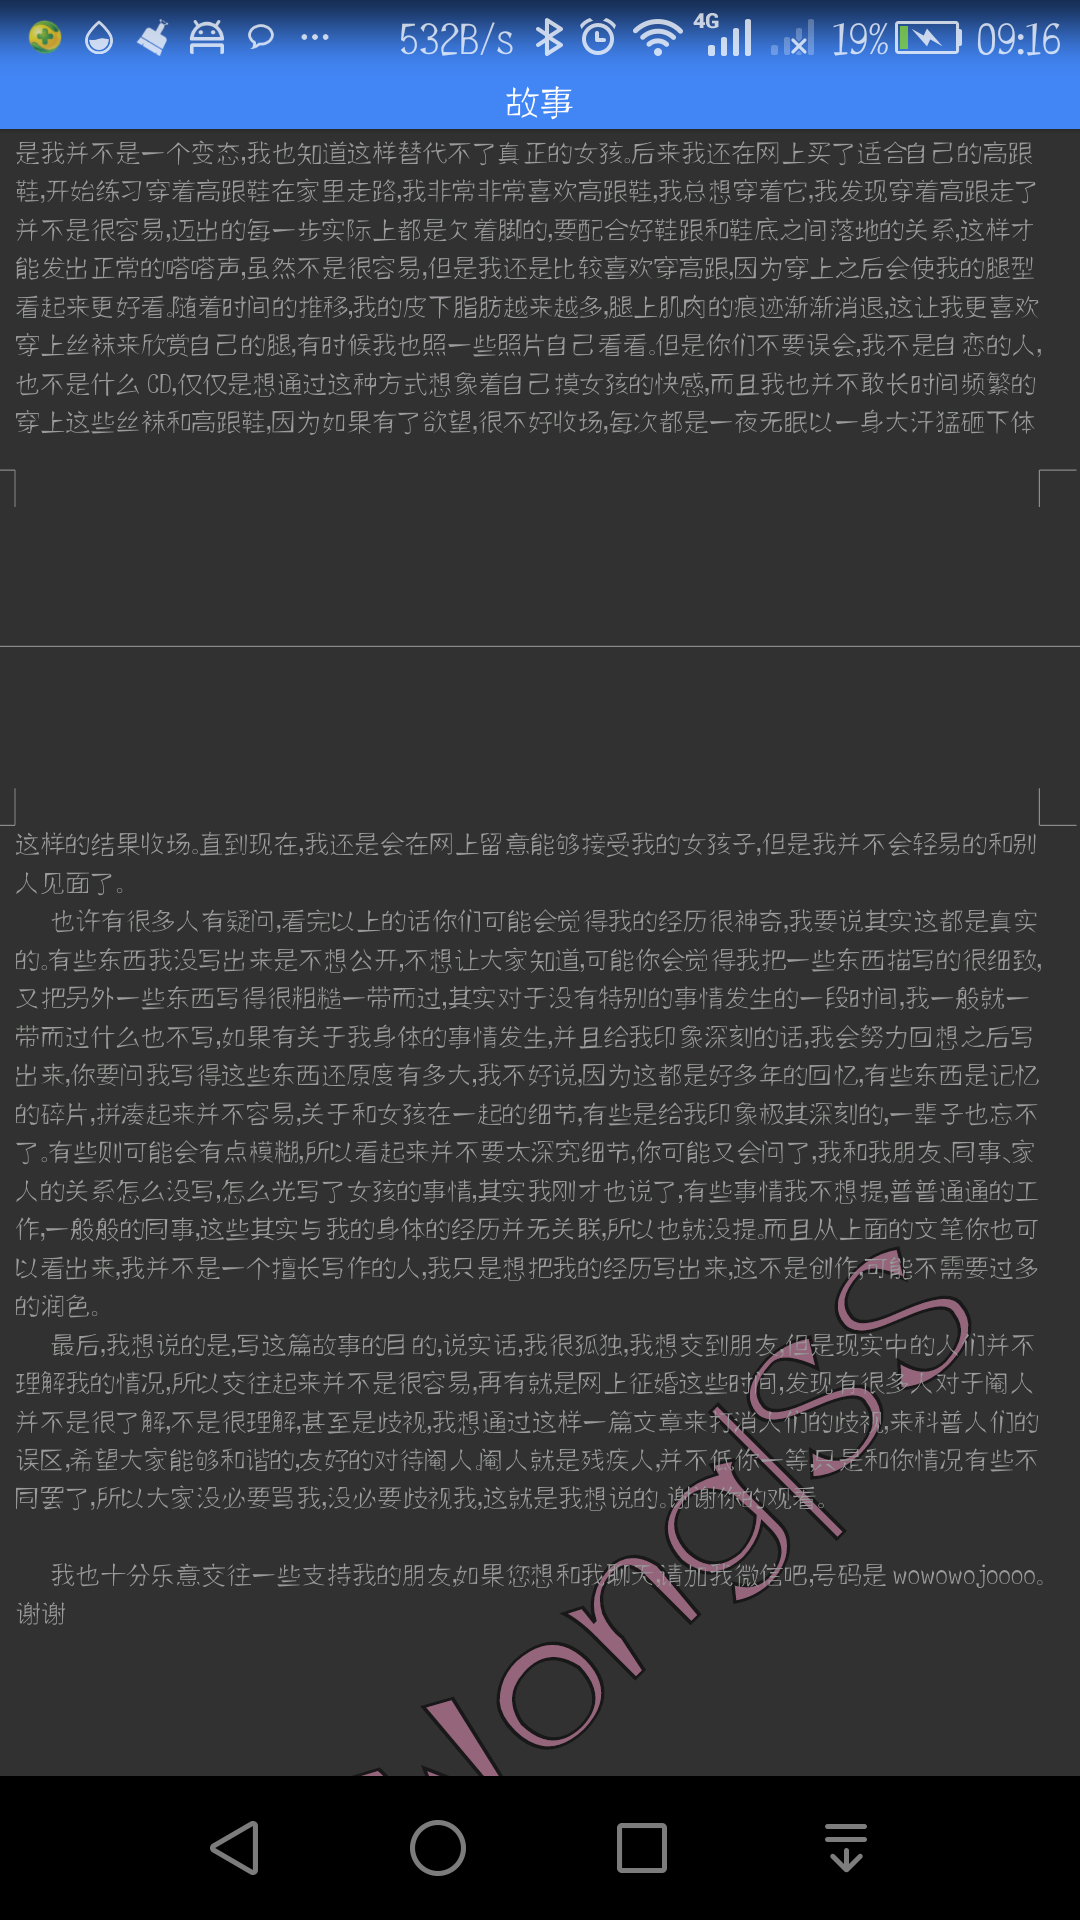 532B/s 4G 19% 09:16
故事
是我并不是一个变态,我也知道这样替代不了真正的女孩。后来我还在网上买了适合自己的高跟
鞋,开始练习穿着高跟鞋在家里走路,我非常非常喜欢高跟鞋,我总想穿着它,我发现穿着高跟走了
并不是很容易,迈出的每一步实际上都是欠着脚的,要配合好鞋跟和鞋底之间落地的关系,这样才
能发出正常的嗒嗒声,虽然不是很容易,但是我还是比较喜欢穿高跟,因为穿上之后会使我的腿型
看起来更好看。随着时间的推移,我的皮下脂肪越来越多,腿上肌肉的痕迹渐渐消退,这让我更喜欢
穿上丝袜来欣赏自己的腿,有时候我也照一些照片自己看看。但是你们不要误会,我不是自恋的人,
也不是什么 CD,仅仅是想通过这种方式想象着自己摸女孩的快感,而且我也并不敢长时间频繁的
穿上这些丝袜和高跟鞋,因为如果有了欲望,很不好收场,每次都是一夜无眠以一身大汗猛砸下体
这样的结果收场。直到现在,我还是会在网上留意能够接受我的女孩子,但是我并不会轻易的和别
人见面了。
也许有很多人有疑问,看完以上的话你们可能会觉得我的经历很神奇,我要说其实这都是真实
的。有些东西我没写出来是不想公开,不想让大家知道,可能你会觉得我把一些东西描写的很细致,
又把另外一些东西写得很粗糙一带而过,其实对于没有特别的事情发生的一段时间,我一般就一
带而过什么也不写,如果有关于我身体的事情发生,并且给我印象深刻的话,我会努力回想之后写
出来,你要问我写得这些东西还原度有多大,我不好说,因为这都是好多年的回忆,有些东西是记忆
的碎片,拼凑起来并不容易,关于和女孩在一起的细节,有些是给我印象极其深刻的,一辈子也忘不
了。有些则可能会有点模糊,所以看起来并不要太深究细节,你可能又会问了,我和我朋友、同事、家
人的关系怎么没写,怎么光写了女孩的事情,其实我刚才也说了,有些事情我不想提,普普通通的工
作,一般般的同事,这些其实与我的身体的经历并无关联,所以也就没提。而且从上面的文笔你也可
以看出来,我并不是一个擅长写作的人,我只是想把我的经历写出来,这不是创作,可能不需要过多
的润色。
最后,我想说的是,写这篇故事的目的,说实话,我很孤独,我想交到朋友,但是现实中的人们并不
理解我的情况,所以交往起来并不是很容易,再有就是网上征婚这些时间,发现有很多人对于阉人
并不是很了解,不是很理解,甚至是歧视,我想通过这样一篇文章来打消人们的歧视,来科普人们的
误区,希望大家能够和谐的,友好的对待阉人。阉人就是残疾人,并不低你一等,只是和你情况有些不
同罢了,所以大家没必要骂我,没必要歧视我,这就是我想说的。谢谢你的观看。
我也十分乐意交往一些支持我的朋友,如果您想和我聊天,请加我微信吧,号码是 wowowojoooo。
谢谢